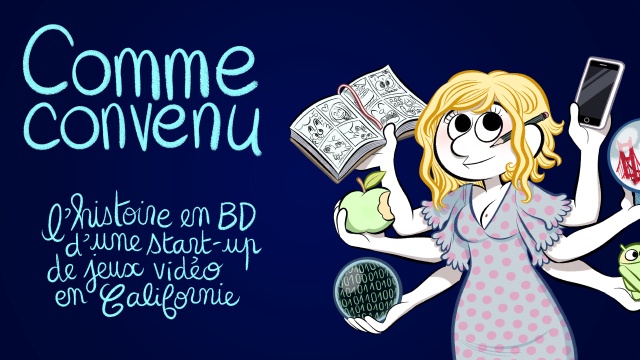 Comme
convenu
l'histoire en BD
d'une start-up
de jeux vidéo
en Californie